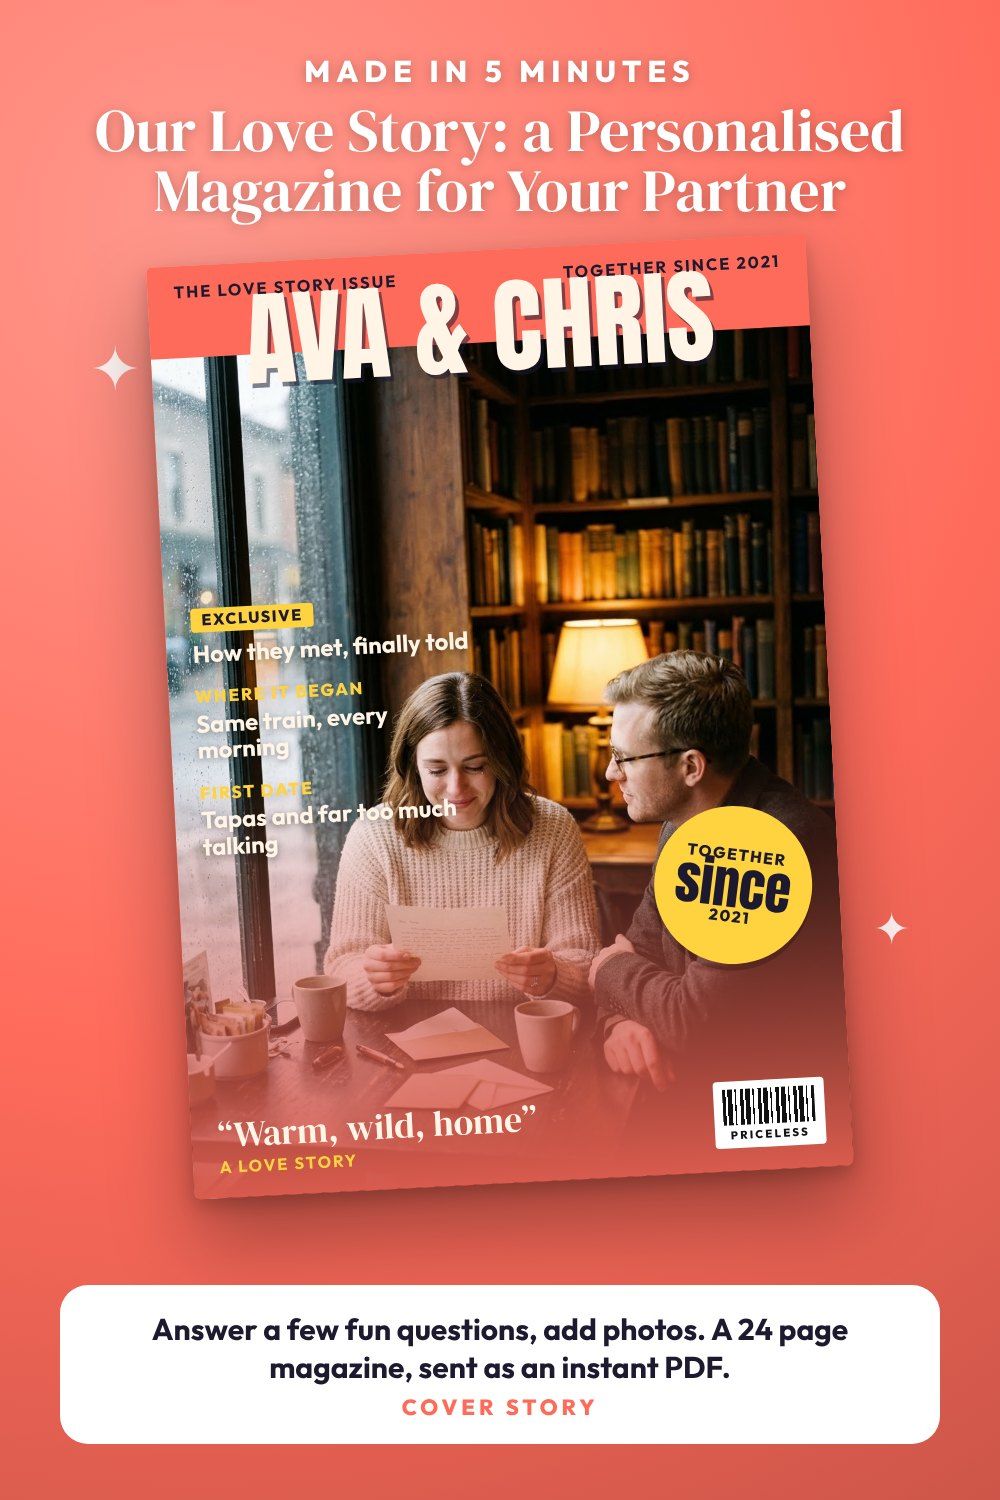 MADE IN 5 MINUTES
Our Love Story: a Personalised
Magazine for Your Partner
THE LOVE STORY ISSUE
TOGETHER SINCE 2021
AVA & CHRIS
EXCLUSIVE
How they met, finally told
WHERE IT BEGAN
Same train, every
morning
FIRST DATE
Tapas and far too much
talking
TOGETHER
since
2021
"Warm, wild, home"
A LOVE STORY
PRICELESS
Answer a few fun questions, add photos. A 24 page
magazine, sent as an instant PDF.
COVER STORY